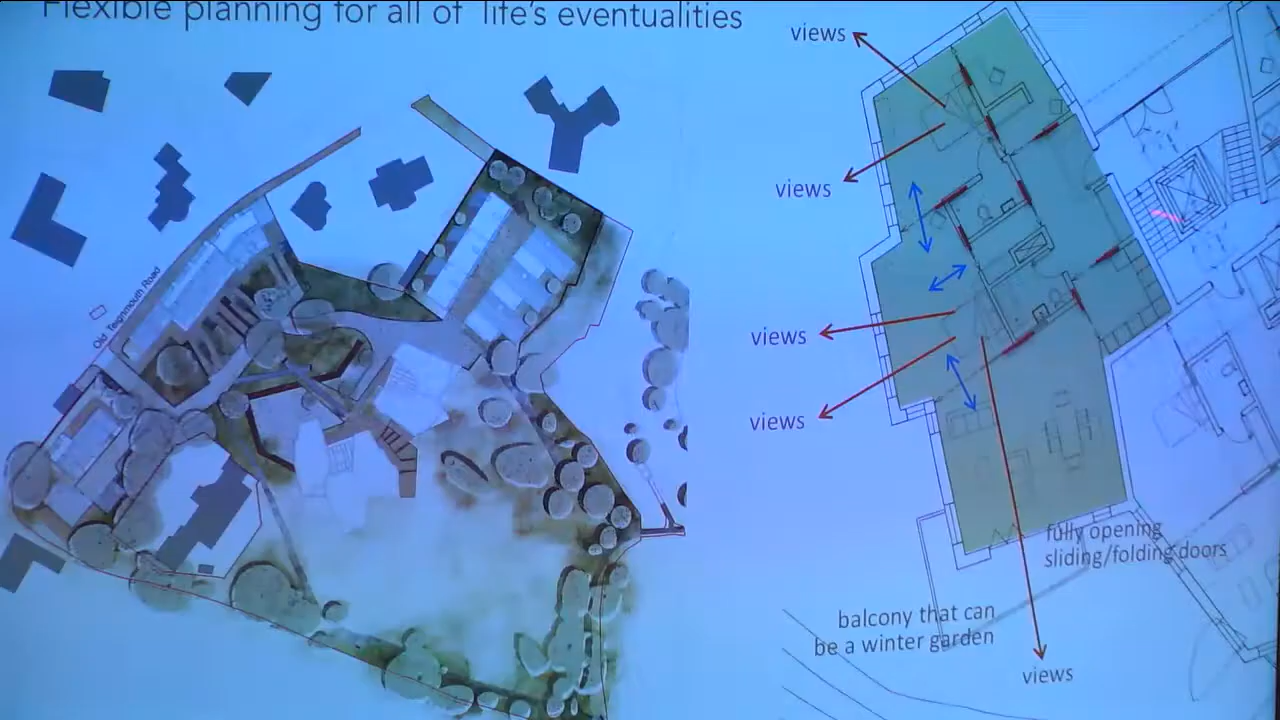 Flexible planning for all of life's eventualities
views
views
Old Teignmouth Road
views
views
fully opening
sliding/folding doors
balcony that can
be a winter garden
views